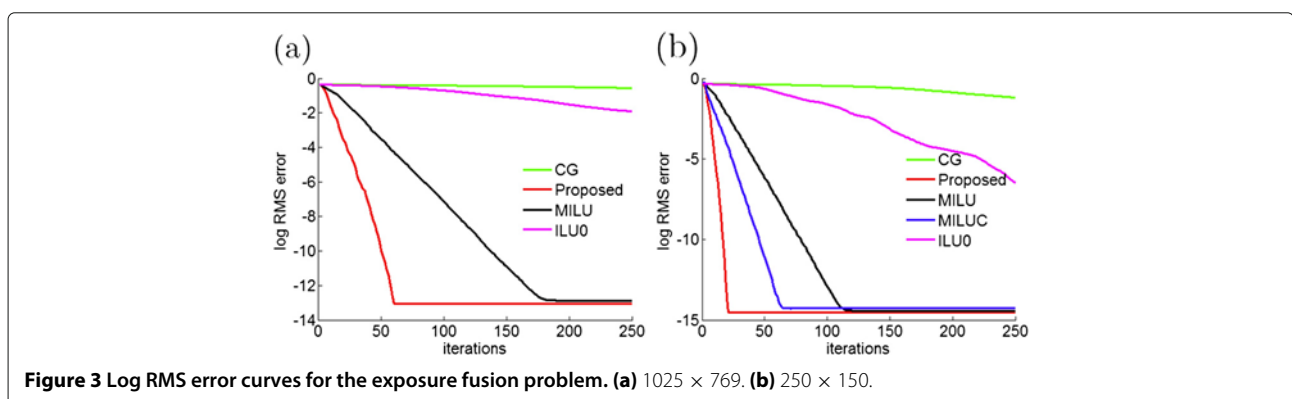 (a)
0
-2
-4
-6
-8
-10
-12
-14
log RMS error
CG
Proposed
MILU
ILU0
0 50 100 150 200 250
iterations
(b)
0
-5
-10
-15
log RMS error
CG
Proposed
MILU
MILUC
ILU0
0 50 100 150 200 250
iterations
Figure 3 Log RMS error curves for the exposure fusion problem. (a) 1025 × 769. (b) 250 × 150.